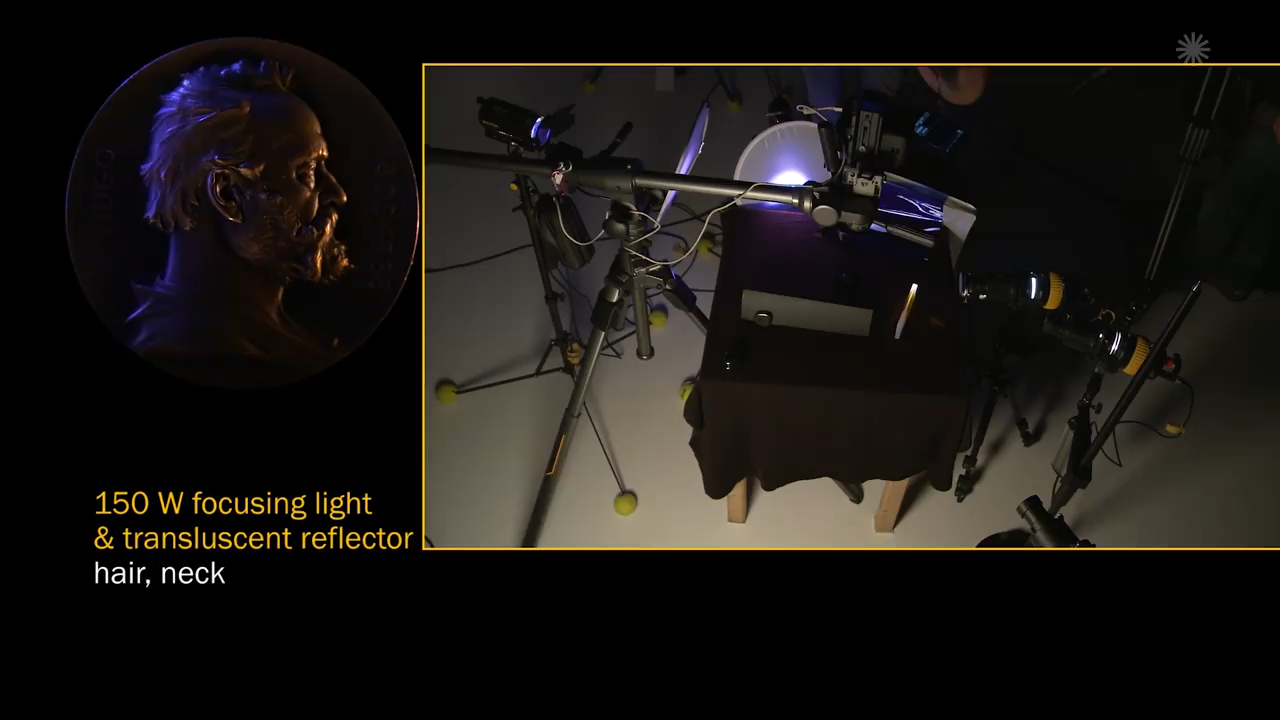 150 W focusing light
& transluscent reflector
hair, neck